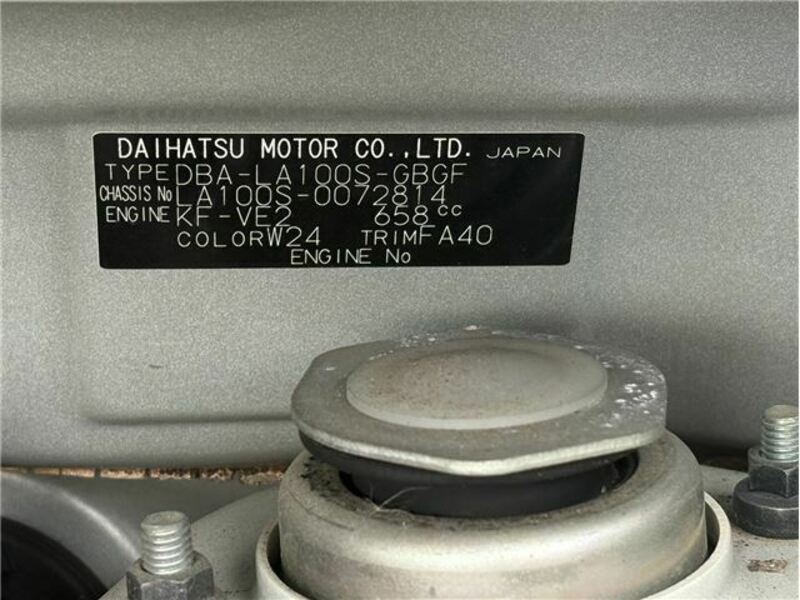 DAIHATSU MOTOR CO.,LTD. JAPAN
TYPE DBA-LA100S-GBGF
CHASSIS No LA100S-0072814
ENGINE KF-VE2 658cc
COLOR W24 TRIM FA40
ENGINE No